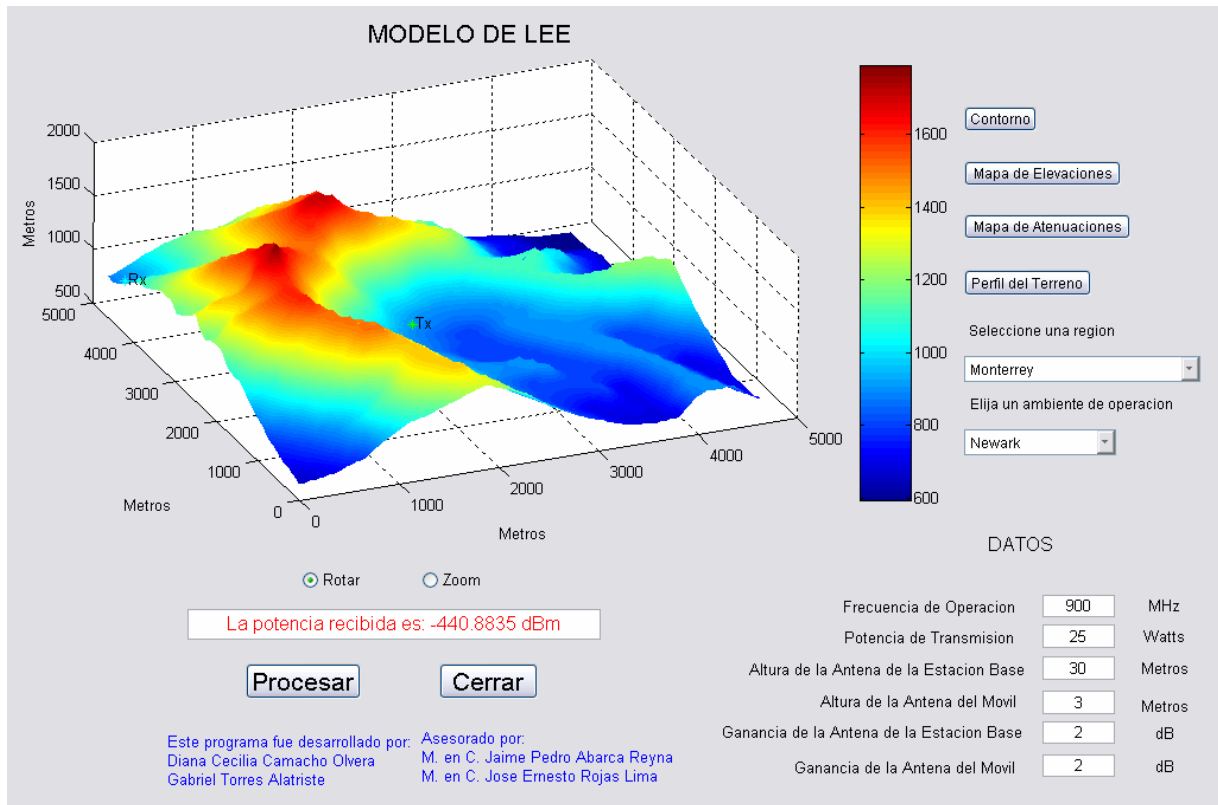 MODELO DE LEE
2000
1500
1000
500
Metros
5000
4000
3000
2000
1000
0
Metros
0
1000
2000
3000
4000
5000
Metros
Rx
Tx
1600
1400
1200
1000
800
600
Contorno
Mapa de Elevaciones
Mapa de Atenuaciones
Perfil del Terreno
Seleccione una region
Monterrey
Elija un ambiente de operacion
Newark
Rotar
Zoom
La potencia recibida es: -440.8835 dBm
Procesar
Cerrar
Este programa fue desarrollado por:
Diana Cecilia Camacho Olvera
Gabriel Torres Alatriste
Asesorado por:
M. en C. Jaime Pedro Abarca Reyna
M. en C. Jose Ernesto Rojas Lima
DATOS
Frecuencia de Operacion 900 MHz
Potencia de Transmision 25 Watts
Altura de la Antena de la Estacion Base 30 Metros
Altura de la Antena del Movil 3 Metros
Ganancia de la Antena de la Estacion Base 2 dB
Ganancia de la Antena del Movil 2 dB